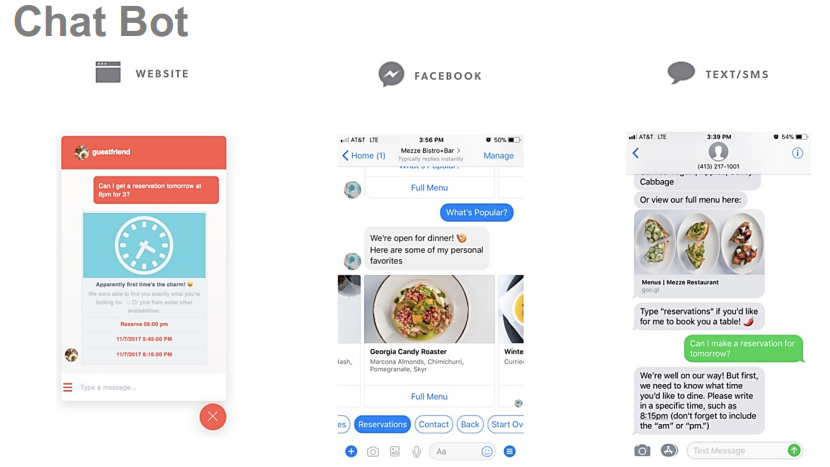 Chat Bot
WEBSITE
FACEBOOK
TEXT/SMS
guestfriend
Can I get a reservation tomorrow at
6pm for 3?
Apparently first time's the charm!
We were able to find you exactly what you're
looking for. Or pick from some other
availabilities:
Reserve 06:00 pm
11/7/2017 5:45:00 PM
11/7/2017 6:15:00 PM
Type a message...
AT&T LTE
3:56 PM
50%
Home (1)
Mezze Bistro+Bar >
Typically replies instantly
Manage
What's Popular?
Full Menu
What's Popular?
We're open for dinner!
Here are some of my personal
favorites
Georgia Candy Roaster
Marcona Almonds, Chimichurri,
Pomegranate, Skyr
Full Menu
lash,
Winte
Currie
es
Reservations
Contact
Back
Start Ov
Aa
AT&T LTE
3:39 PM
54%
(413) 217-1001
Cabbage
Or view our full menu here:
Menus | Mezze Restaurant
goo.gl
Type "reservations" if you'd like
for me to book you a table!
Can I make a reservation for
tomorrow?
We're well on our way! But first,
we need to know what time
you'd like to dine. Please write
in a specific time, such as
8:15pm (don't forget to include
the "am" or "pm.")
Text Message